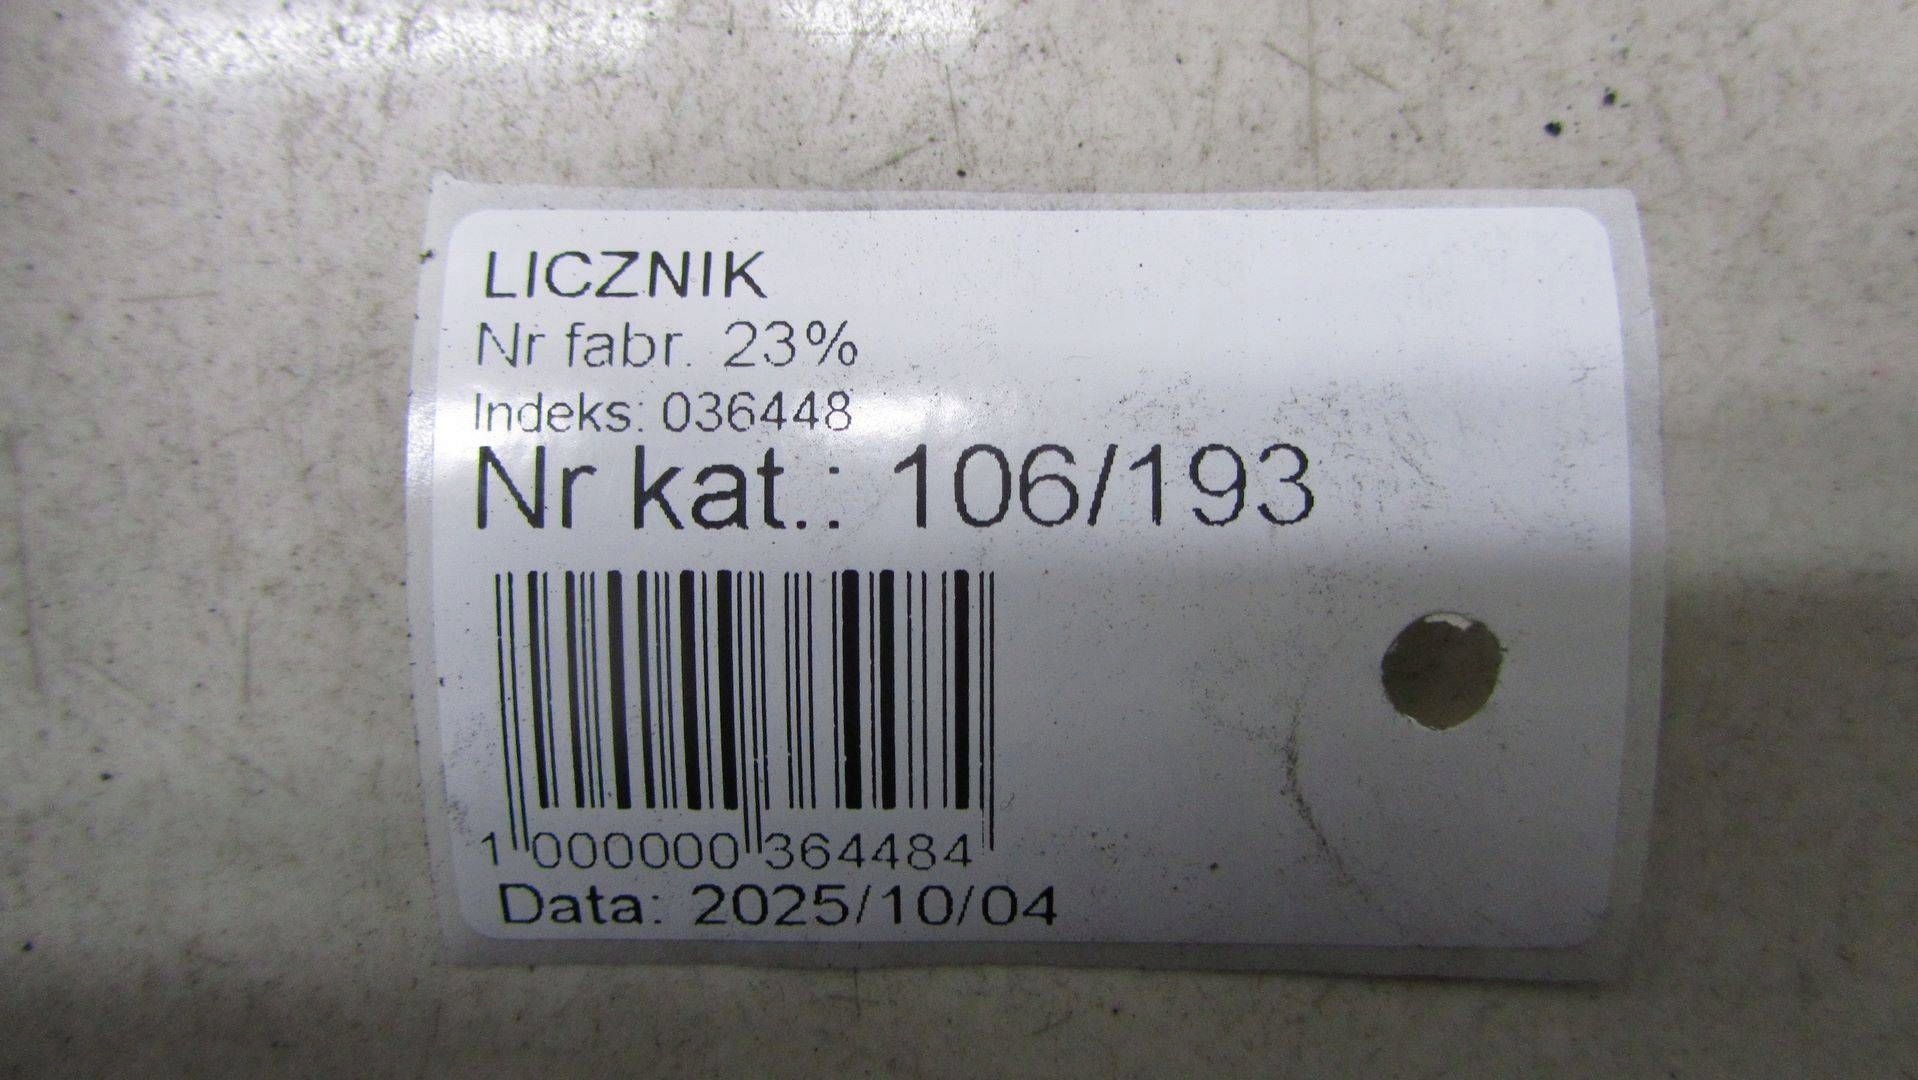 LICZNIK
Nr fabr. 23%
Indeks: 036448
Nr kat.: 106/193
1 000000 364484
Data: 2025/10/04